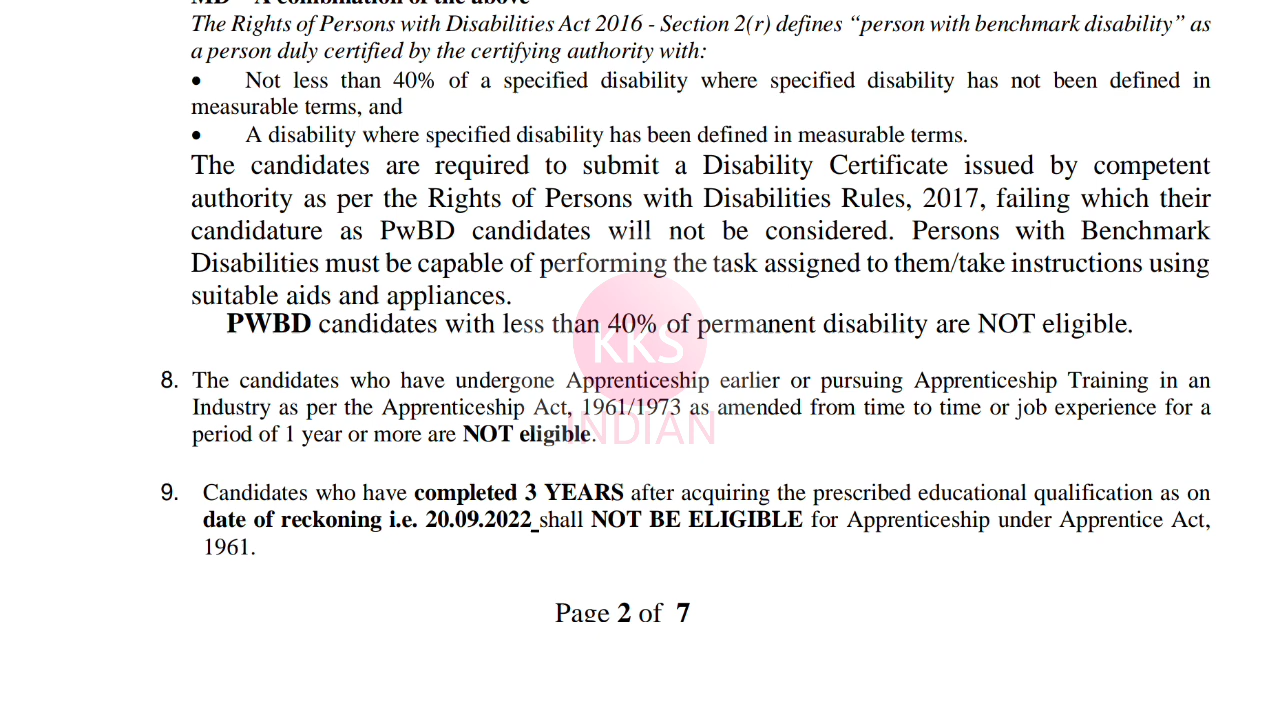 MD – A combination of the above
The Rights of Persons with Disabilities Act 2016 - Section 2(r) defines “person with benchmark disability” as
a person duly certified by the certifying authority with:
• Not less than 40% of a specified disability where specified disability has not been defined in
measurable terms, and
• A disability where specified disability has been defined in measurable terms.
The candidates are required to submit a Disability Certificate issued by competent
authority as per the Rights of Persons with Disabilities Rules, 2017, failing which their
candidature as PwBD candidates will not be considered. Persons with Benchmark
Disabilities must be capable of performing the task assigned to them/take instructions using
suitable aids and appliances.
PWBD candidates with less than 40% of permanent disability are NOT eligible.
KKS
8. The candidates who have undergone Apprenticeship earlier or pursuing Apprenticeship Training in an
Industry as per the Apprenticeship Act, 1961/1973 as amended from time to time or job experience for a
period of 1 year or more are NOT eligible.
INDIAN
9. Candidates who have completed 3 YEARS after acquiring the prescribed educational qualification as on
date of reckoning i.e. 20.09.2022 shall NOT BE ELIGIBLE for Apprenticeship under Apprentice Act,
1961.
Page 2 of 7